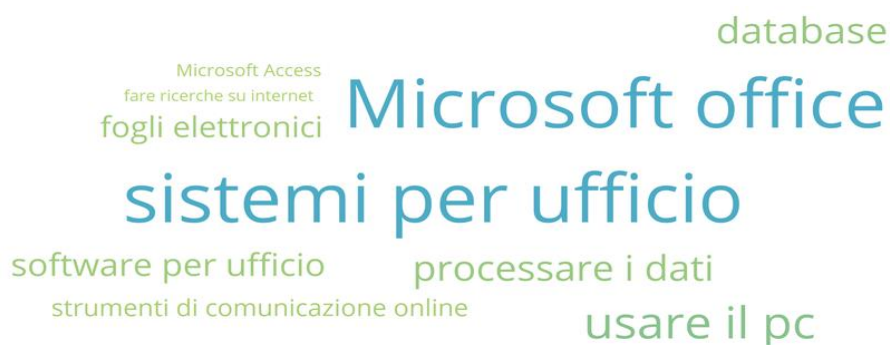 database
Microsoft Access
fare ricerche su internet
fogli elettronici
Microsoft office
sistemi per ufficio
software per ufficio
processare i dati
strumenti di comunicazione online
usare il pc